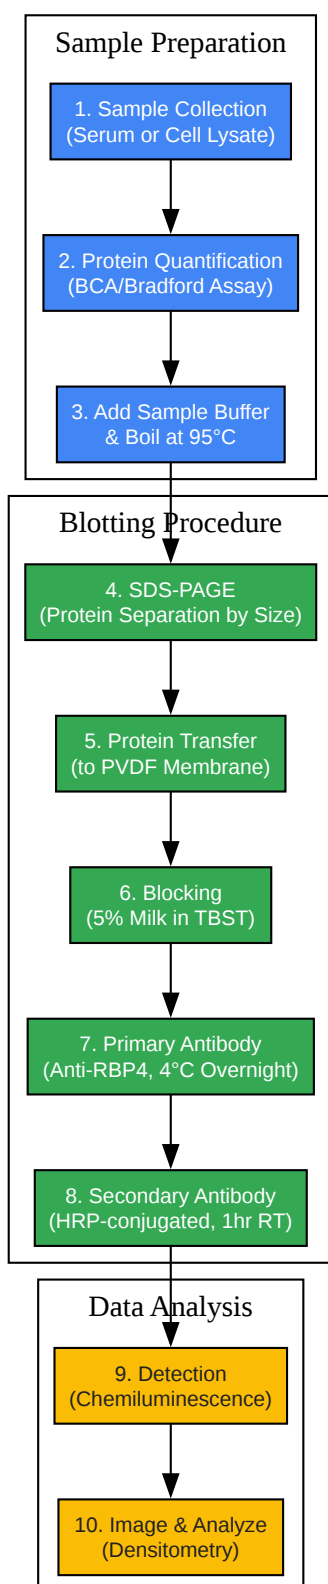 Sample Preparation
1. Sample Collection
(Serum or Cell Lysate)
2. Protein Quantification
(BCA/Bradford Assay)
3. Add Sample Buffer
& Boil at 95°C
Blotting Procedure
4. SDS-PAGE
(Protein Separation by Size)
5. Protein Transfer
(to PVDF Membrane)
6. Blocking
(5% Milk in TBST)
7. Primary Antibody
(Anti-RBP4, 4°C Overnight)
8. Secondary Antibody
(HRP-conjugated, 1hr RT)
Data Analysis
9. Detection
(Chemiluminescence)
10. Image & Analyze
(Densitometry)